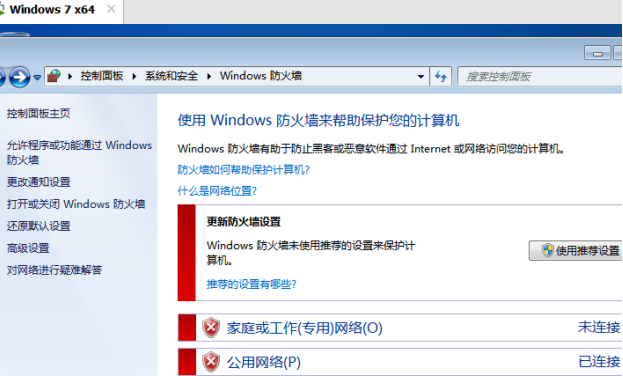 Windows 7 x64
控制面板 系统和安全 Windows 防火墙
搜索控制面板
控制面板主页
允许程序或功能通过 Windows
防火墙
更改通知设置
打开或关闭 Windows 防火墙
还原默认设置
高级设置
对网络进行疑难解答
使用 Windows 防火墙来帮助保护您的计算机
Windows 防火墙有助于防止黑客或恶意软件通过 Internet 或网络访问您的计算机。
防火墙如何帮助保护计算机?
什么是网络位置?
更新防火墙设置
Windows 防火墙未使用推荐的设置来保护计
算机。
使用推荐设置
推荐的设置有哪些?
家庭或工作(专用)网络(O) 未连接
公用网络(P) 已连接